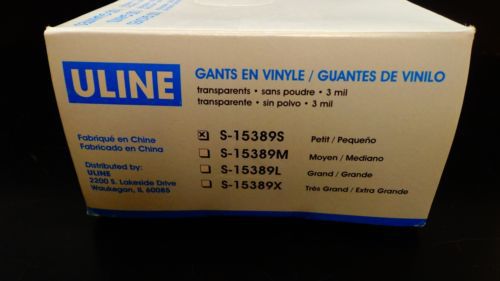 ULINE
GANTS EN VINYLE / GUANTES DE VINILO
transparents • sans poudre • 3 mil
transparente • sin polvo • 3 mil
Fabriqué en Chine
Fabricado en China
Distributed by:
ULINE
2200 S. Lakeside Drive
Waukegan, IL 60085
☒ S-15389S Petit / Pequeño
☐ S-15389M Moyen / Mediano
☐ S-15389L Grand / Grande
☐ S-15389X Très Grand / Extra Grande